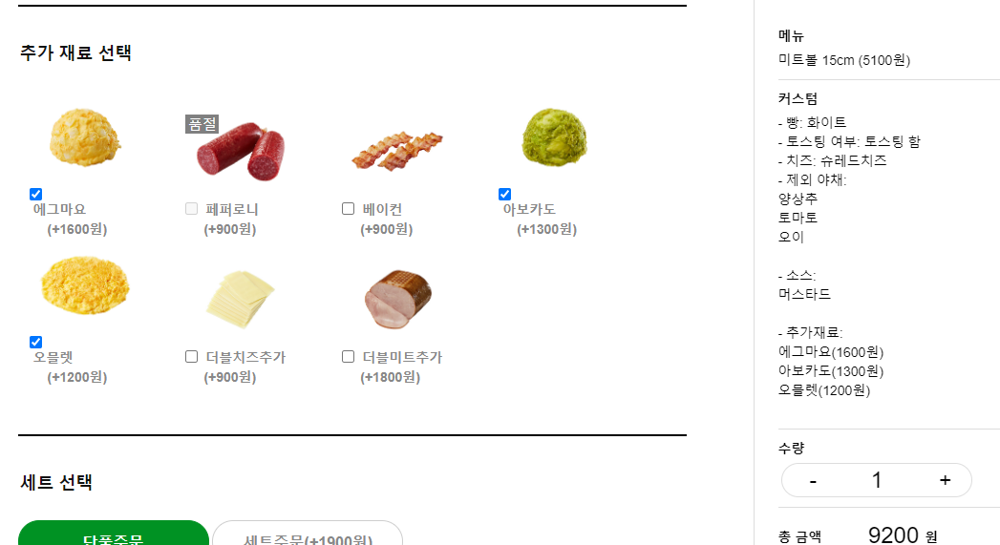 추가 재료 선택
품절
에그마요
(+1600원)
페퍼로니
(+900원)
베이컨
(+900원)
아보카도
(+1300원)
오믈렛
(+1200원)
더블치즈추가
(+900원)
더블미트추가
(+1800원)
세트 선택
단품주문
세트주문(+1900원)
메뉴
미트볼 15cm (5100원)
커스텀
- 빵: 화이트
- 토스팅 여부: 토스팅 함
- 치즈: 슈레드치즈
- 제외 야채:
양상추
토마토
오이
- 소스:
머스타드
- 추가재료:
에그마요(1600원)
아보카도(1300원)
오믈렛(1200원)
수량
- 1 +
총 금액 9200 원